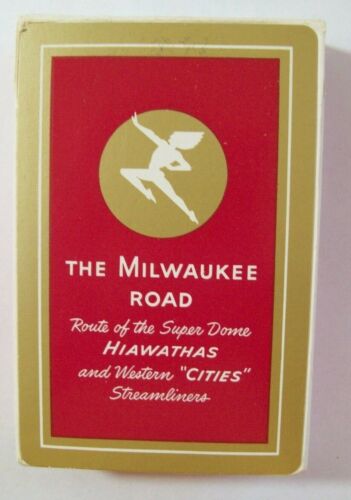 THE MILWAUKEE
ROAD
Route of the Super Dome
HIAWATHAS
and Western "CITIES"
Streamliners